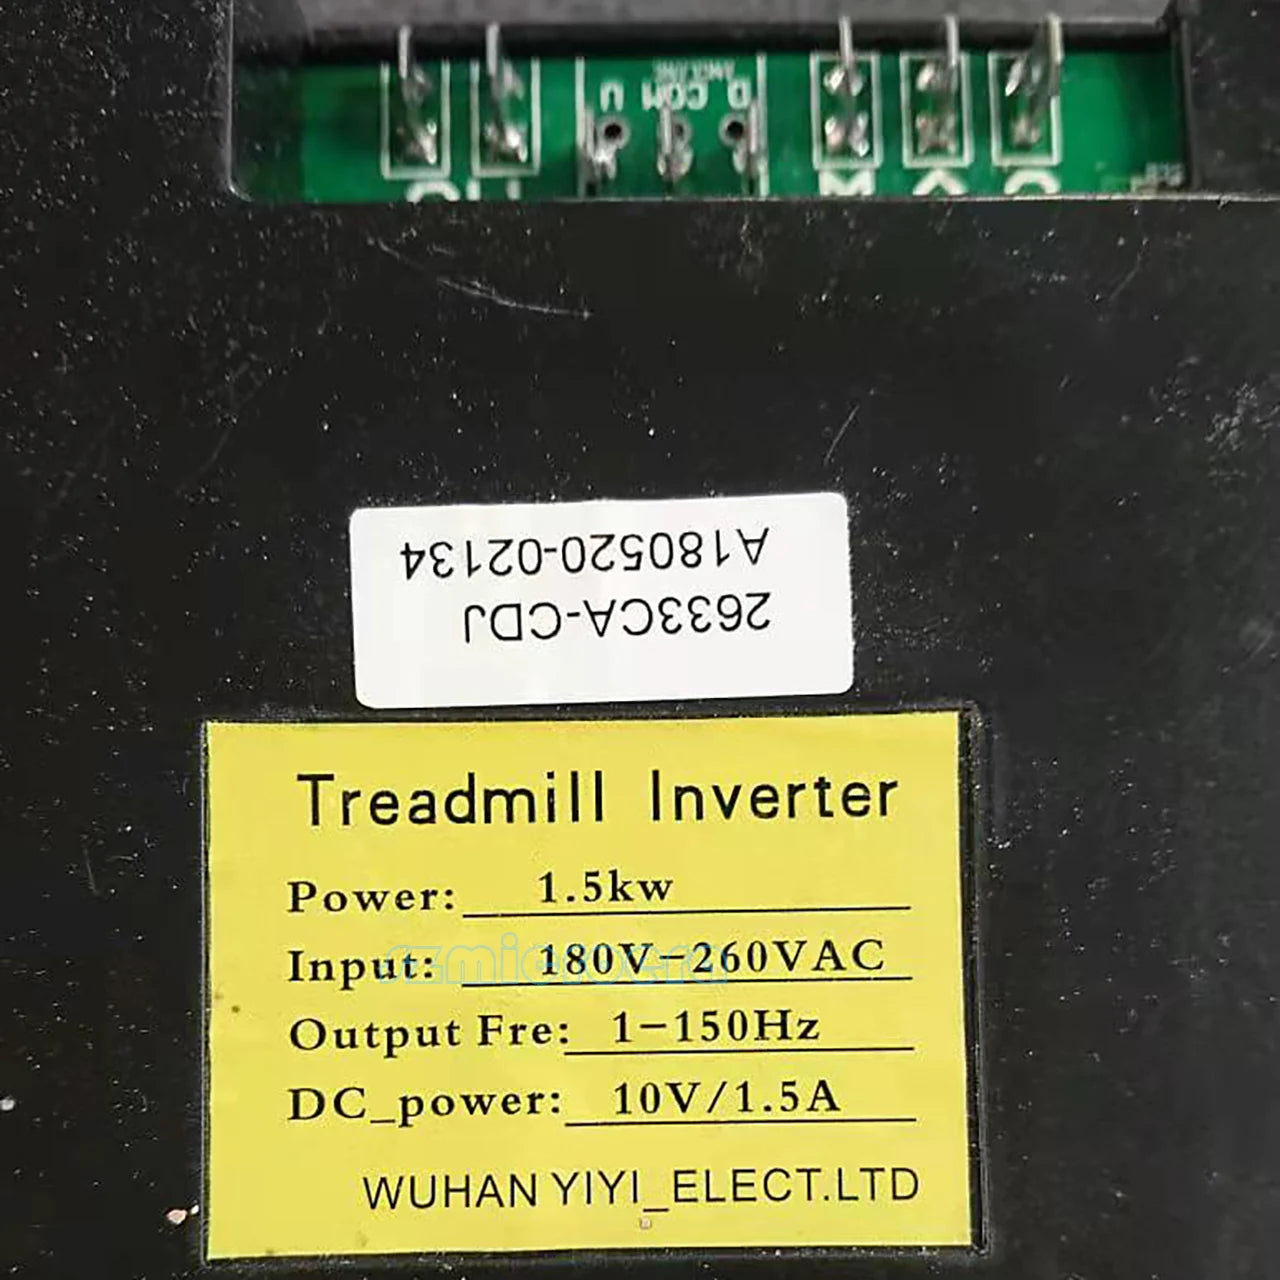 D_COM U
A180520-02134
2633CA-CDJ
Treadmill Inverter
Power: 1.5kw
Input: 180V-260VAC
Output Fre: 1-150Hz
DC_power: 10V/1.5A
WUHAN YIYI_ELECT.LTD